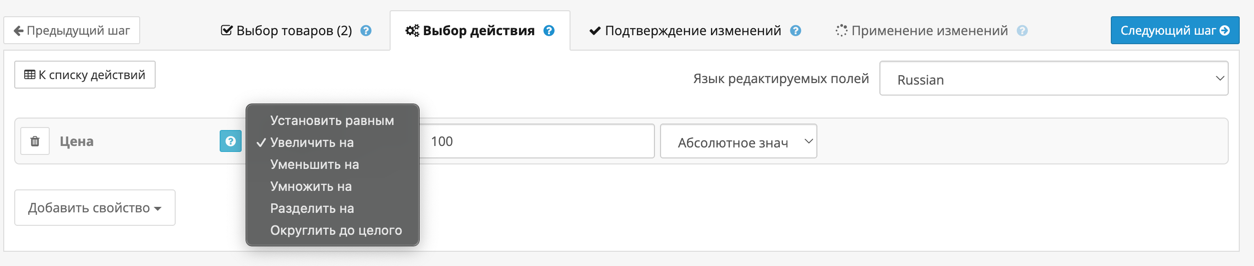 Предыдущий шаг
Выбор товаров (2) ?
Выбор действия ?
Подтверждение изменений ?
Применение изменений ?
Следующий шаг
К списку действий
Язык редактируемых полей
Russian
Цена
?
Установить равным
✓ Увеличить на
Уменьшить на
Умножить на
Разделить на
Округлить до целого
100
Абсолютное знач
Добавить свойство